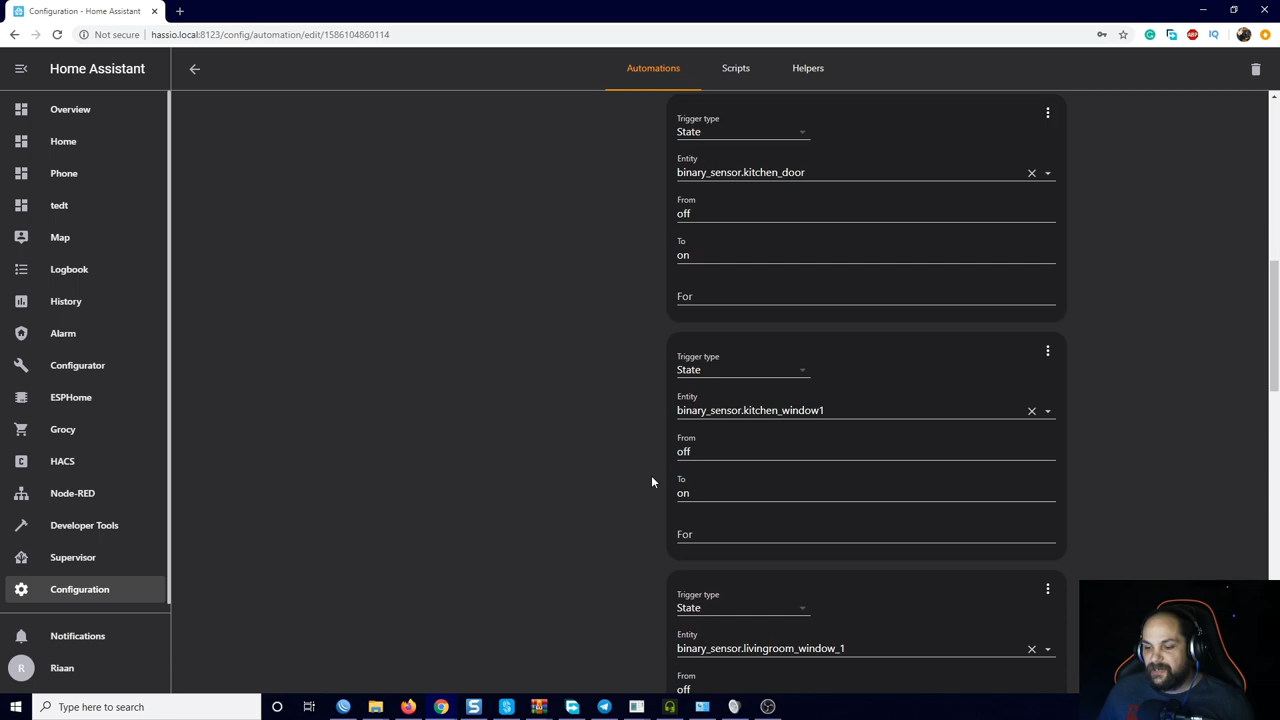 Configuration - Home Assistant
Not secure
hassio.local:8123/config/automation/edit/1586104860114
Home Assistant
Automations
Scripts
Helpers
Overview
Home
Phone
tedt
Map
Logbook
History
Alarm
Configurator
ESPHome
Grocy
HACS
Node-RED
Developer Tools
Supervisor
Configuration
Notifications
R
Riaan
Trigger type
State
Entity
binary_sensor.kitchen_door
From
off
To
on
For
Trigger type
State
Entity
binary_sensor.kitchen_window1
From
off
To
on
For
Trigger type
State
Entity
binary_sensor.livingroom_window_1
From
off
Type here to search